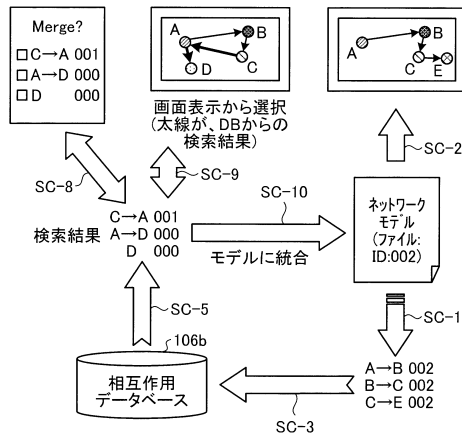 Merge?
□ C→A 001
□ A→D 000
□ D 000
A
B
D
C
画面表示から選択
(太線が、DBからの
検索結果)
A
B
C
E
SC-2
SC-8
SC-9
SC-10
C→A 001
検索結果 A→D 000
D 000
モデルに統合
ネットワーク
モデル
(ファイル:
ID:002)
SC-5
SC-1
106b
相互作用
データベース
A→B 002
B→C 002
C→E 002
SC-3